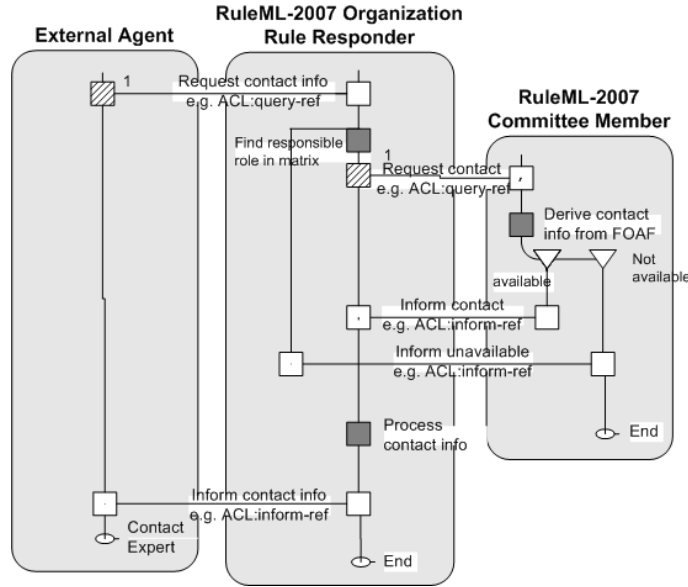 RuleML-2007 Organization
Rule Responder
External Agent
RuleML-2007
Committee Member
1
Request contact info
e.g. ACL:query-ref
Find responsible
role in matrix
1
Request contact
e.g. ACL:query-ref
Derive contact
info from FOAF
available
Not
available
Inform contact
e.g. ACL:inform-ref
Inform unavailable
e.g. ACL:inform-ref
Process
contact info
End
Inform contact info
e.g. ACL:inform-ref
Contact
Expert
End